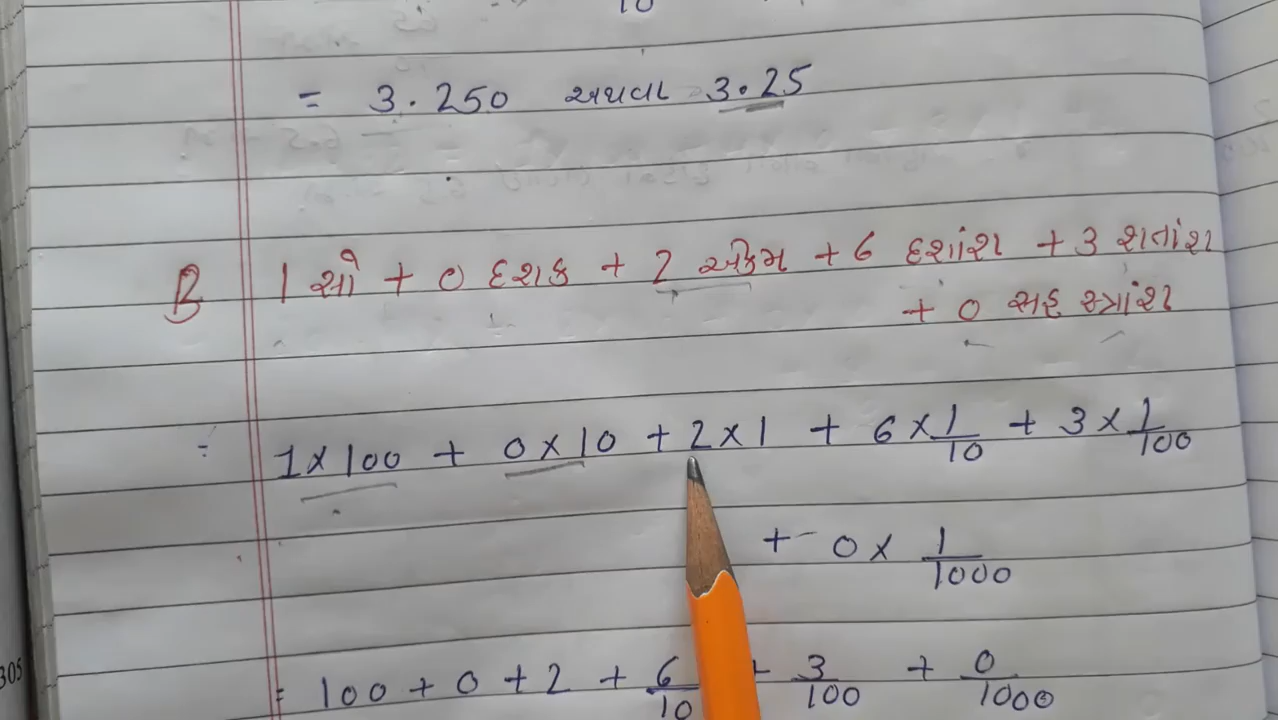 10
= 3.250 અથવા 3.25
B 1 સો + 0 દશક + 2 એકમ + 6 દશાંશ + 3 શતાંશ
+ 0 સહસ્ત્રાંશ
= 1 × 100 + 0 × 10 + 2 × 1 + 6 × 1/10 + 3 × 1/100
+ 0 × 1/1000
= 100 + 0 + 2 + 6/10 + 3/100 + 0/1000
305